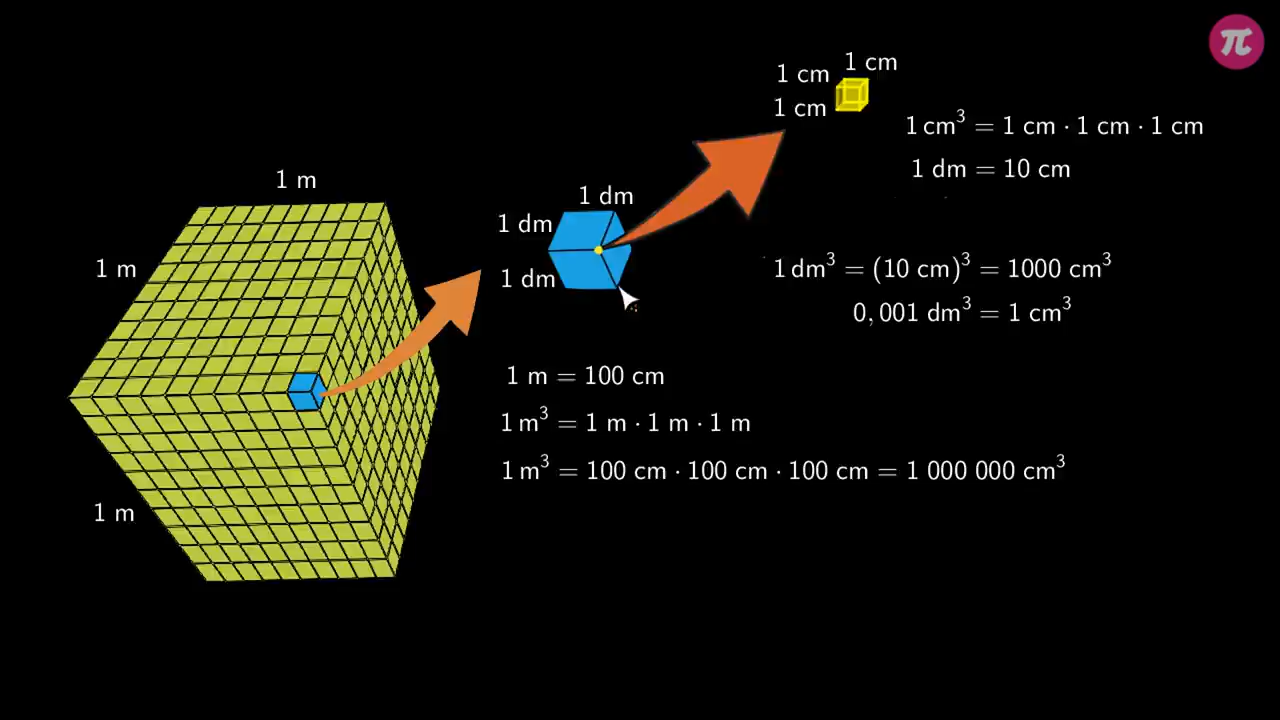 1 m
1 m
1 m
1 dm
1 dm
1 dm
1 cm
1 cm
1 cm
1 cm³ = 1 cm · 1 cm · 1 cm
1 dm = 10 cm
1 dm³ = (10 cm)³ = 1000 cm³
0,001 dm³ = 1 cm³
1 m = 100 cm
1 m³ = 1 m · 1 m · 1 m
1 m³ = 100 cm · 100 cm · 100 cm = 1 000 000 cm³
π